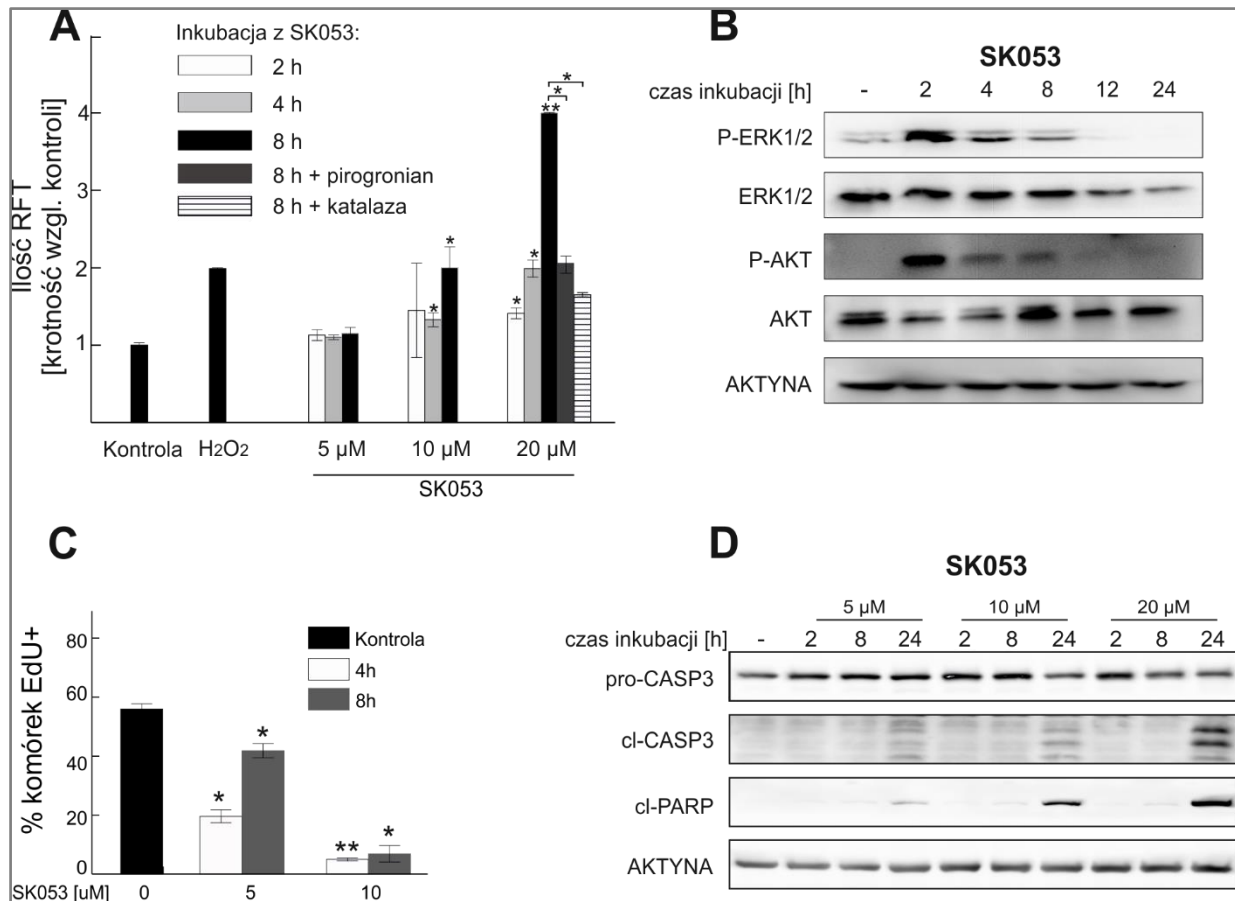 A
Inkubacja z SK053:
2 h
4 h
8 h
8 h + pirogronian
8 h + katalaza
Ilość RFT
[krotność wzgl. kontroli]
4
3
2
1
*
*
**
*
*
*
*
*
Kontrola H2O2 5 µM 10 µM 20 µM
SK053
B
SK053
czas inkubacji [h] - 2 4 8 12 24
P-ERK1/2
ERK1/2
P-AKT
AKT
AKTYNA
C
% komórek EdU+
80
60
40
20
0
Kontrola
4h
8h
*
*
**
*
SK053 [uM] 0 5 10
D
SK053
5 µM 10 µM 20 µM
czas inkubacji [h] - 2 8 24 2 8 24 2 8 24
pro-CASP3
cl-CASP3
cl-PARP
AKTYNA